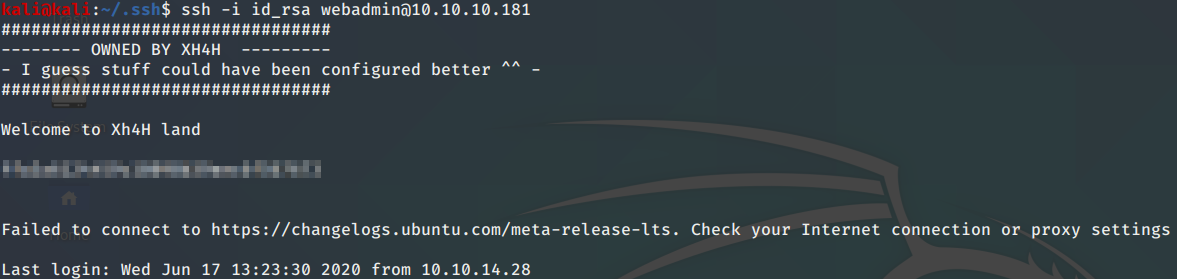 kali@kali:~/.ssh$ ssh -i id_rsa webadmin@10.10.10.181
#################################
-------- OWNED BY XH4H  ---------
- I guess stuff could have been configured better ^^ -
#################################
Welcome to Xh4H land
Failed to connect to https://changelogs.ubuntu.com/meta-release-lts. Check your Internet connection or proxy settings
Last login: Wed Jun 17 13:23:30 2020 from 10.10.14.28